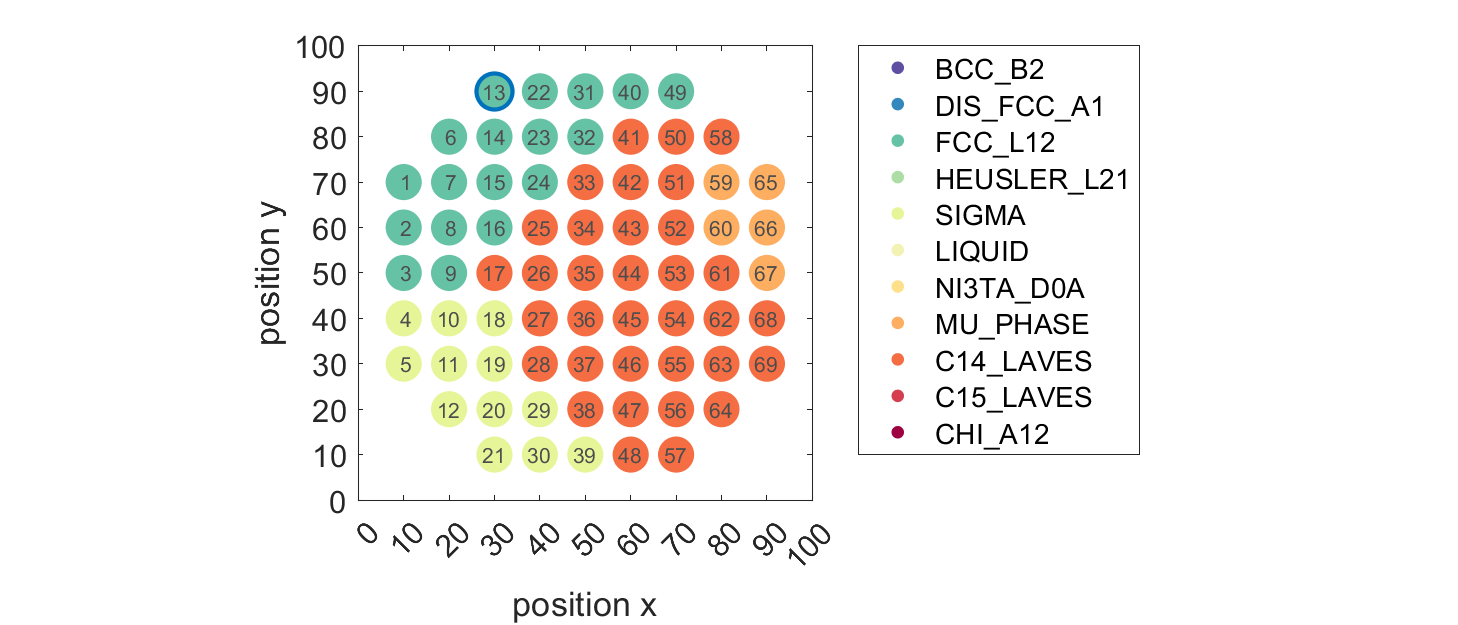 100
90 13 22 31 40 49
80 6 14 23 32 41 50 58
70 1 7 15 24 33 42 51 59 65
60 2 8 16 25 34 43 52 60 66
50 3 9 17 26 35 44 53 61 67
40 4 10 18 27 36 45 54 62 68
30 5 11 19 28 37 46 55 63 69
20 12 20 29 38 47 56 64
10 21 30 39 48 57
0
position y
0 10 20 30 40 50 60 70 80 90 100
position x
BCC_B2
DIS_FCC_A1
FCC_L12
HEUSLER_L21
SIGMA
LIQUID
NI3TA_D0A
MU_PHASE
C14_LAVES
C15_LAVES
CHI_A12